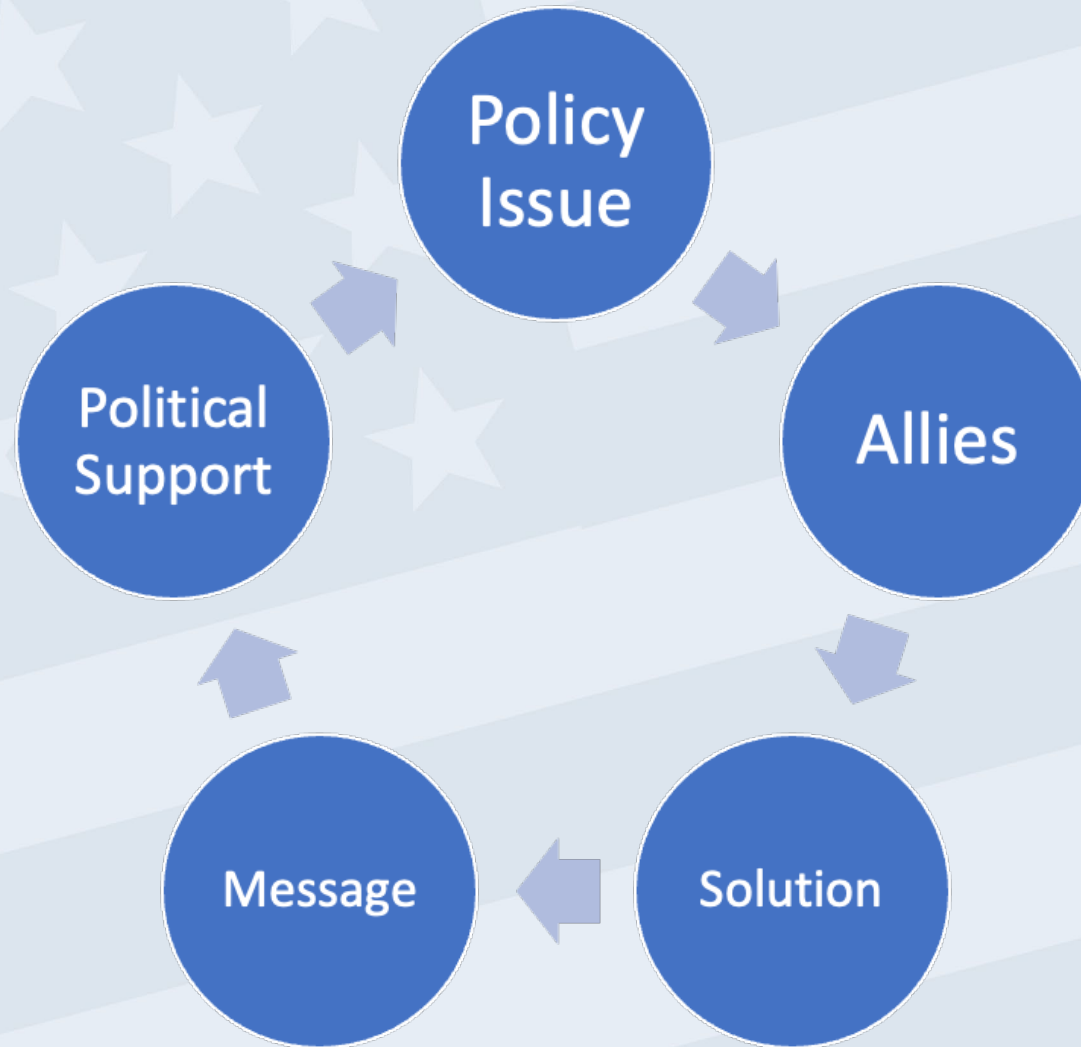 Policy
Issue
Allies
Solution
Message
Political
Support